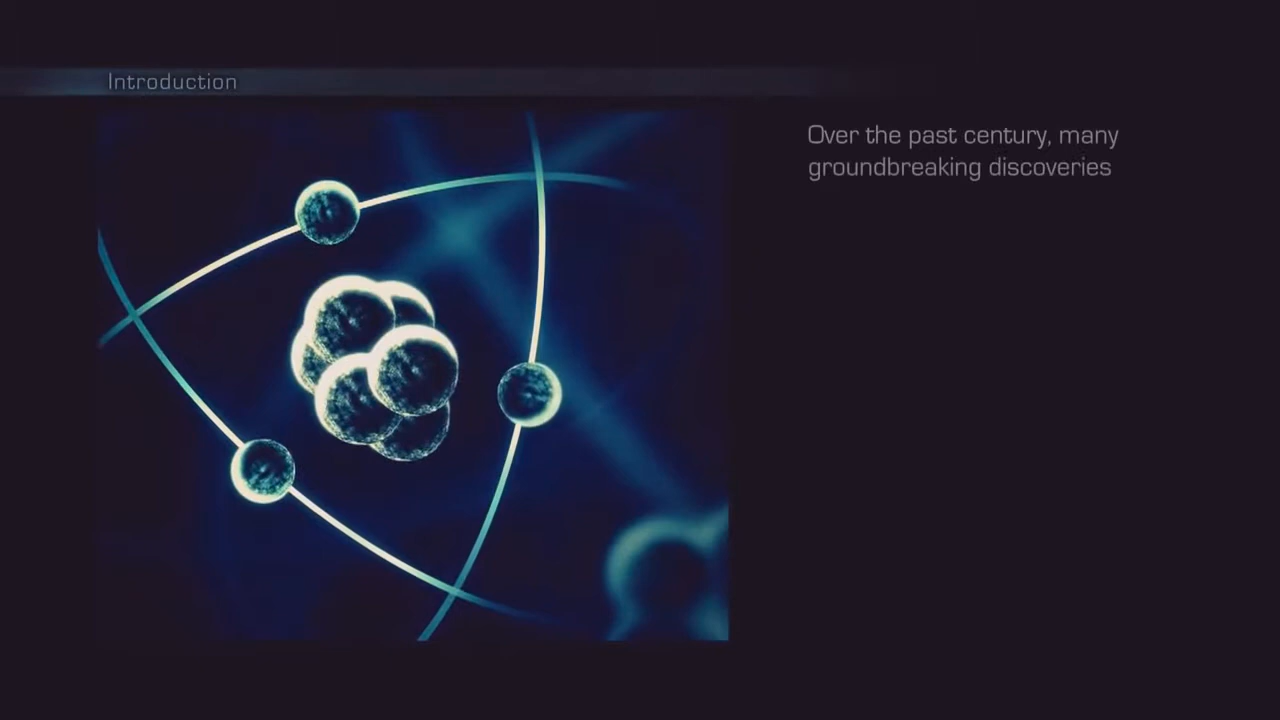 Introduction
Over the past century, many
groundbreaking discoveries